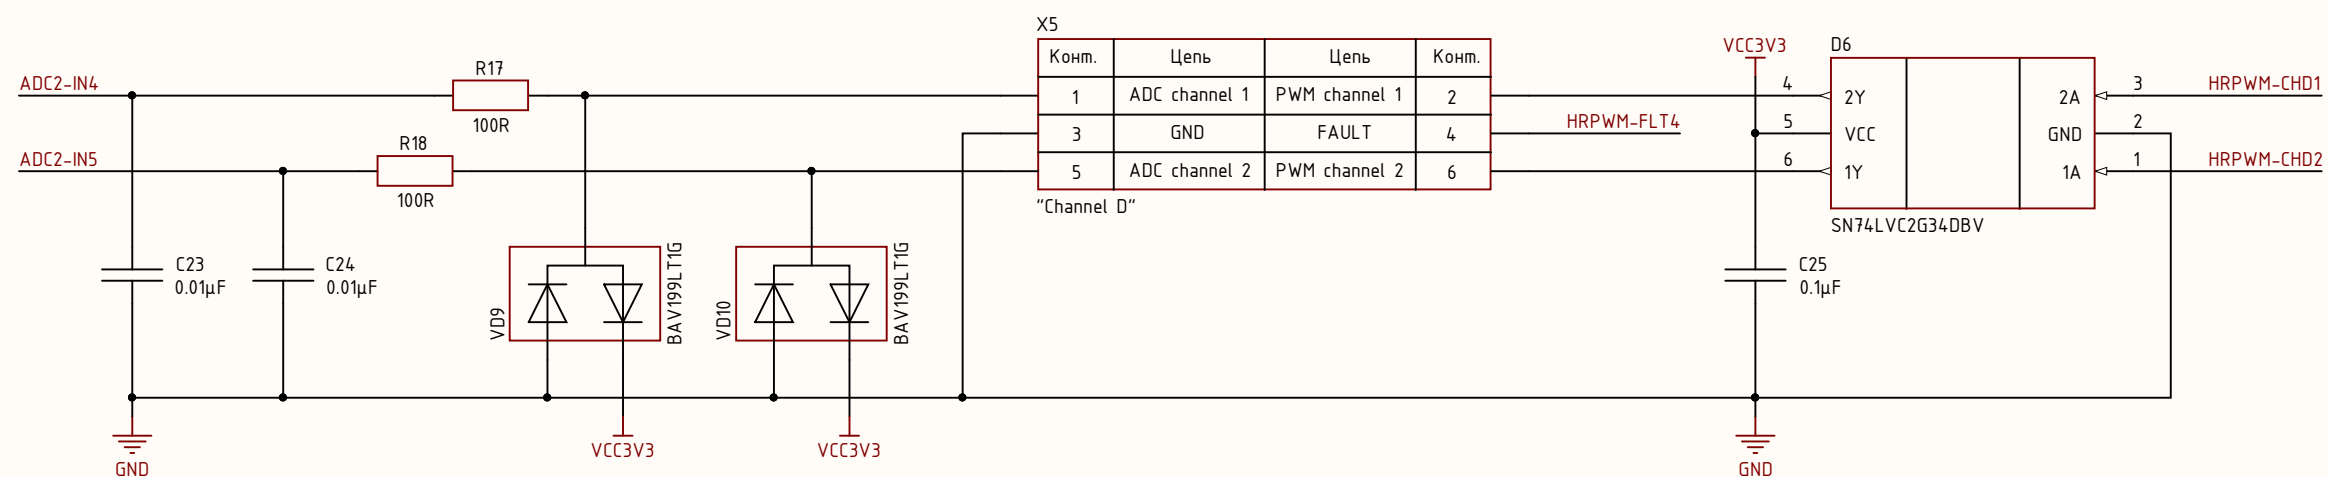 X5
Конт. Цепь Цепь Конт.
1 ADC channel 1 PWM channel 1 2
3 GND FAULT 4
5 ADC channel 2 PWM channel 2 6
"Channel D"
ADC2-IN4
R17
100R
ADC2-IN5
R18
100R
C23
0.01µF
C24
0.01µF
VD9
BAV199LT1G
VD10
BAV199LT1G
GND
VCC3V3
VCC3V3
HRPWM-FLT4
VCC3V3
D6
4 2Y 2A 3
5 VCC GND 2
6 1Y 1A 1
SN74LVC2G34DBV
HRPWM-CHD1
HRPWM-CHD2
C25
0.1µF
GND